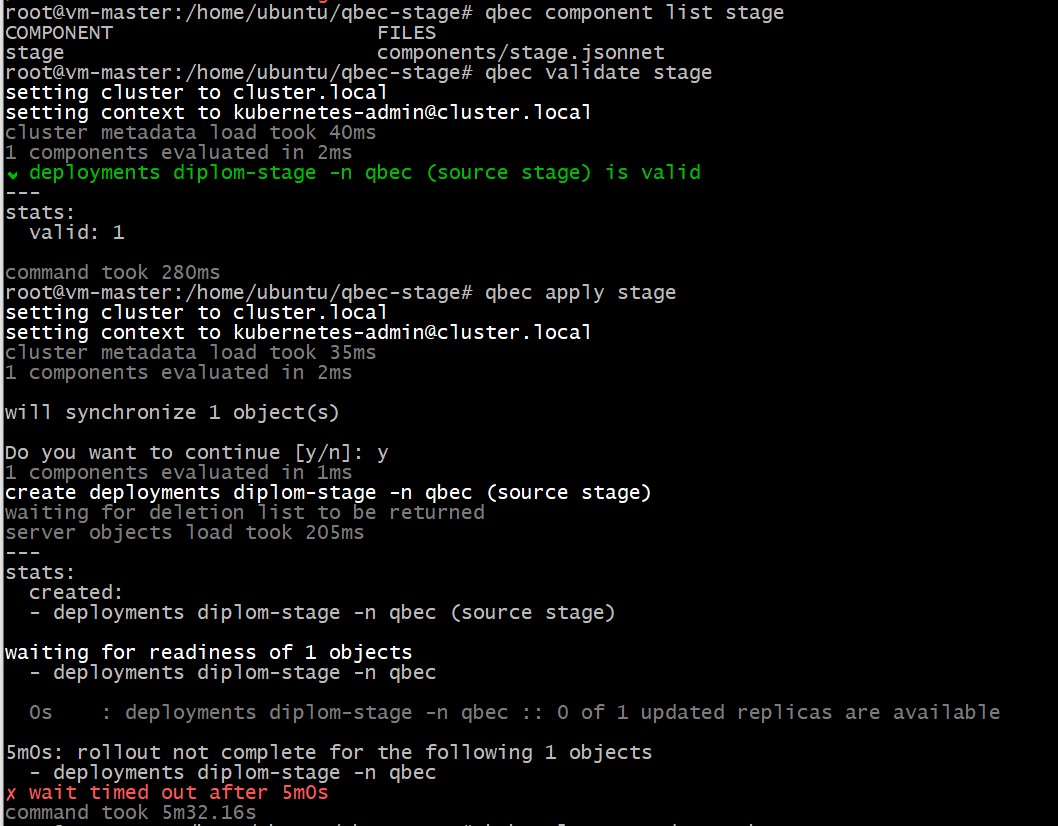 root@vm-master:/home/ubuntu/qbec-stage# qbec component list stage
COMPONENT                      FILES
stage                          components/stage.jsonnet
root@vm-master:/home/ubuntu/qbec-stage# qbec validate stage
setting cluster to cluster.local
setting context to kubernetes-admin@cluster.local
cluster metadata load took 40ms
1 components evaluated in 2ms
✔ deployments diplom-stage -n qbec (source stage) is valid
---
stats:
  valid: 1

command took 280ms
root@vm-master:/home/ubuntu/qbec-stage# qbec apply stage
setting cluster to cluster.local
setting context to kubernetes-admin@cluster.local
cluster metadata load took 35ms
1 components evaluated in 2ms

will synchronize 1 object(s)

Do you want to continue [y/n]: y
1 components evaluated in 1ms
create deployments diplom-stage -n qbec (source stage)
waiting for deletion list to be returned
server objects load took 205ms
---
stats:
  created:
  - deployments diplom-stage -n qbec (source stage)

waiting for readiness of 1 objects
  - deployments diplom-stage -n qbec

  0s    : deployments diplom-stage -n qbec :: 0 of 1 updated replicas are available

5m0s: rollout not complete for the following 1 objects
  - deployments diplom-stage -n qbec
✗ wait timed out after 5m0s
command took 5m32.16s